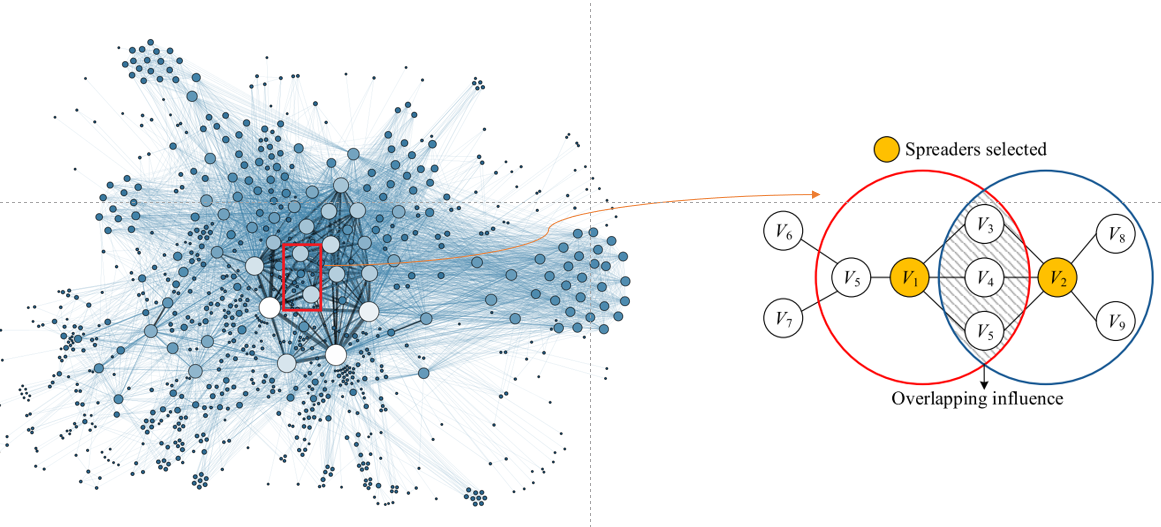 Spreaders selected
V3
V6
V8
V5
V1
V4
V2
V7
V5
V9
Overlapping influence